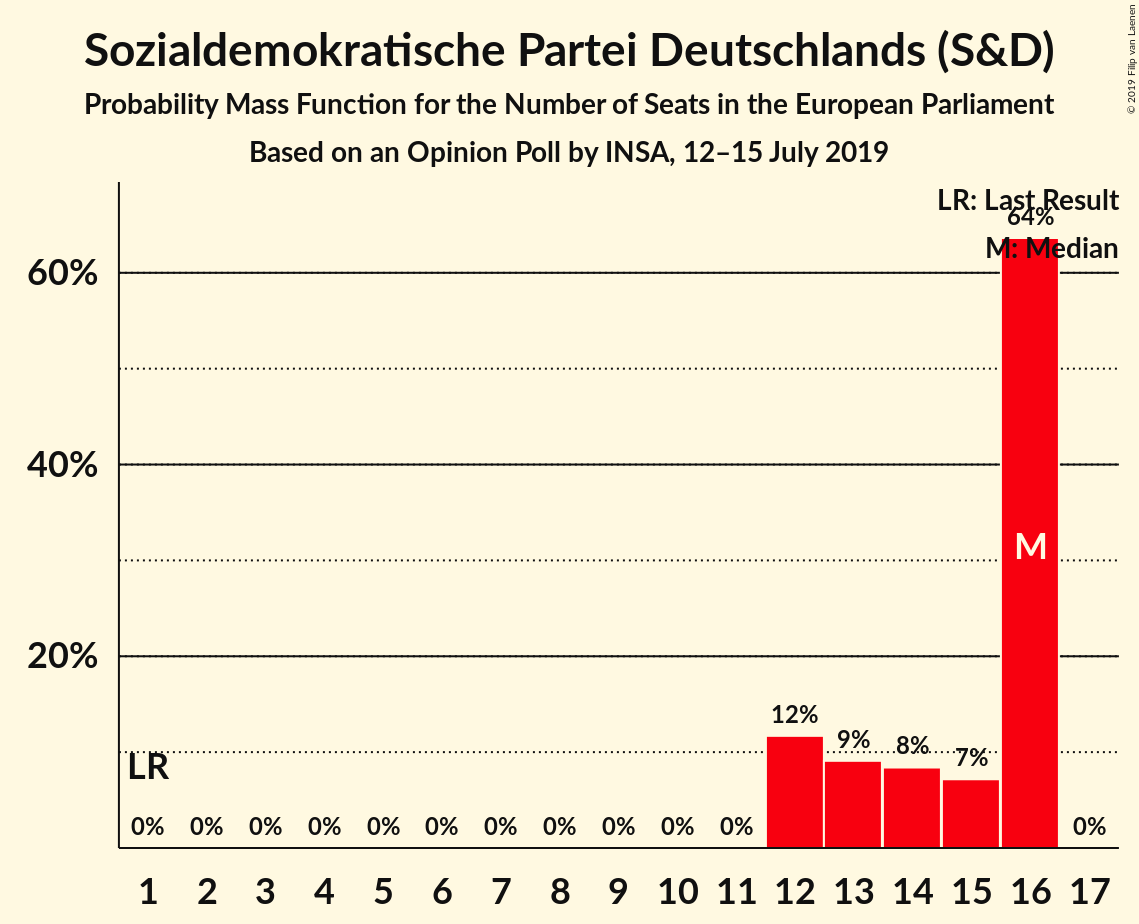 Sozialdemokratische Partei Deutschlands (S&D)
Probability Mass Function for the Number of Seats in the European Parliament
Based on an Opinion Poll by INSA, 12–15 July 2019
© 2019 Filip van Laenen
LR: Last Result
64%
M: Median
60%
40%
M
20%
12%
9%
8%
7%
LR
0% 0% 0% 0% 0% 0% 0% 0% 0% 0% 0% 0%
1 2 3 4 5 6 7 8 9 10 11 12 13 14 15 16 17